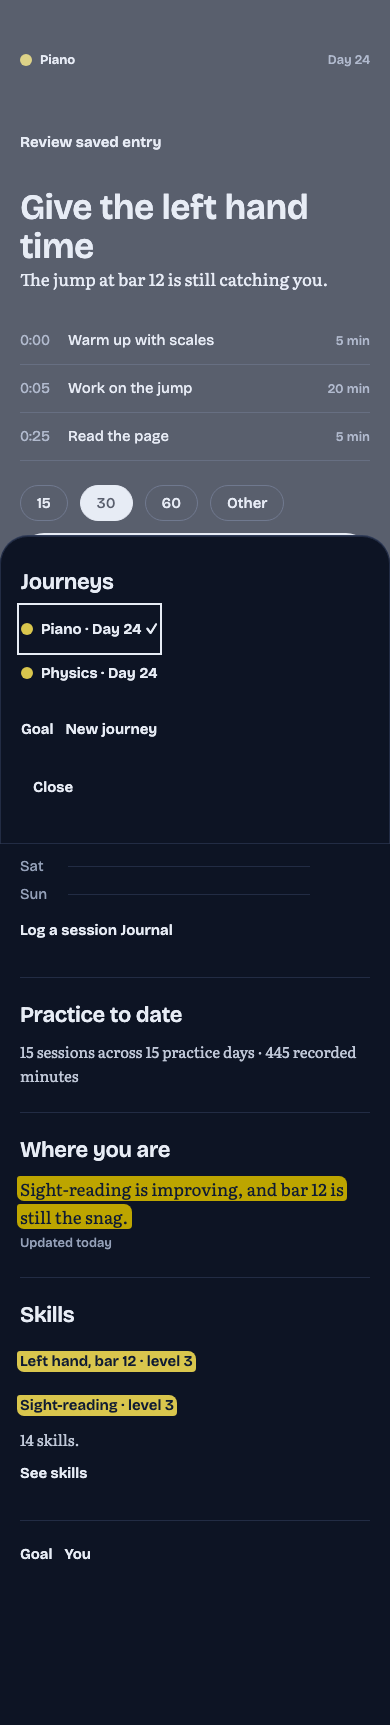 Piano
Day 24
Review saved entry
Give the left hand
time
The jump at bar 12 is still catching you.
0:00 Warm up with scales 5 min
0:05 Work on the jump 20 min
0:25 Read the page 5 min
15 30 60 Other
Journeys
Piano · Day 24 ✓
Physics · Day 24
Goal New journey
Close
Sat
Sun
Log a session Journal
Practice to date
15 sessions across 15 practice days · 445 recorded
minutes
Where you are
Sight-reading is improving, and bar 12 is
still the snag.
Updated today
Skills
Left hand, bar 12 · level 3
Sight-reading · level 3
14 skills.
See skills
Goal You